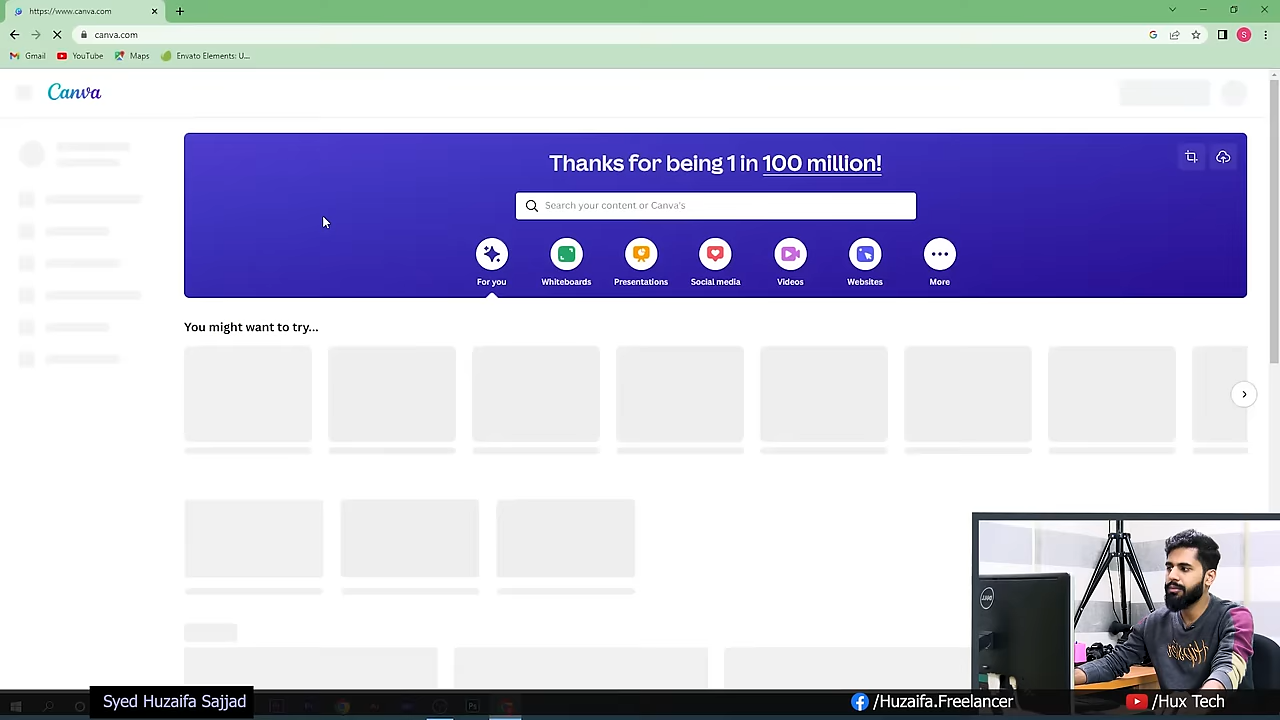 https://www.canva.com
canva.com
Gmail
YouTube
Maps
Envato Elements: U...
S
Canva
Thanks for being 1 in 100 million!
Search your content or Canva's
For you
Whiteboards
Presentations
Social media
Videos
Websites
More
You might want to try...
DELL
Syed Huzaifa Sajjad
/Huzaifa.Freelancer
/Hux Tech